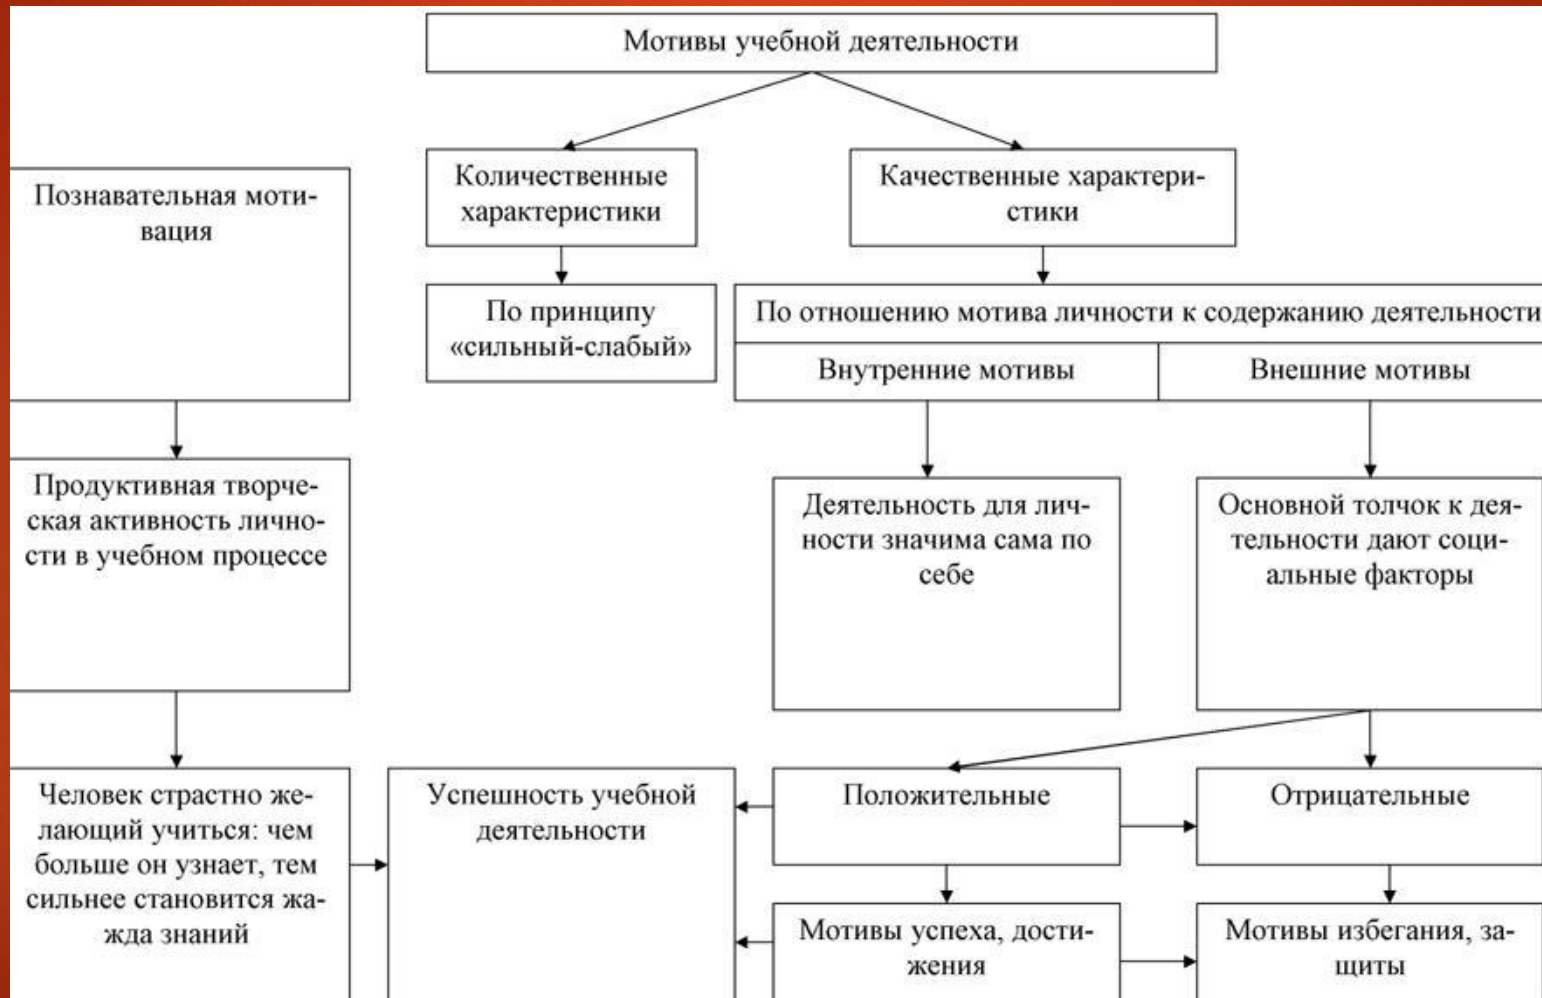 Мотивы учебной деятельности
Количественные
характеристики
Качественные характери-
стики
Познавательная моти-
вация
По принципу
«сильный-слабый»
По отношению мотива личности к содержанию деятельности
Внутренние мотивы
Внешние мотивы
Продуктивная творче-
ская активность лично-
сти в учебном процессе
Деятельность для лич-
ности значима сама по
себе
Основной толчок к дея-
тельности дают соци-
альные факторы
Человек страстно же-
лающий учиться: чем
больше он узнает, тем
сильнее становится жа-
жда знаний
Успешность учебной
деятельности
Положительные
Отрицательные
Мотивы успеха, дости-
жения
Мотивы избегания, за-
щиты